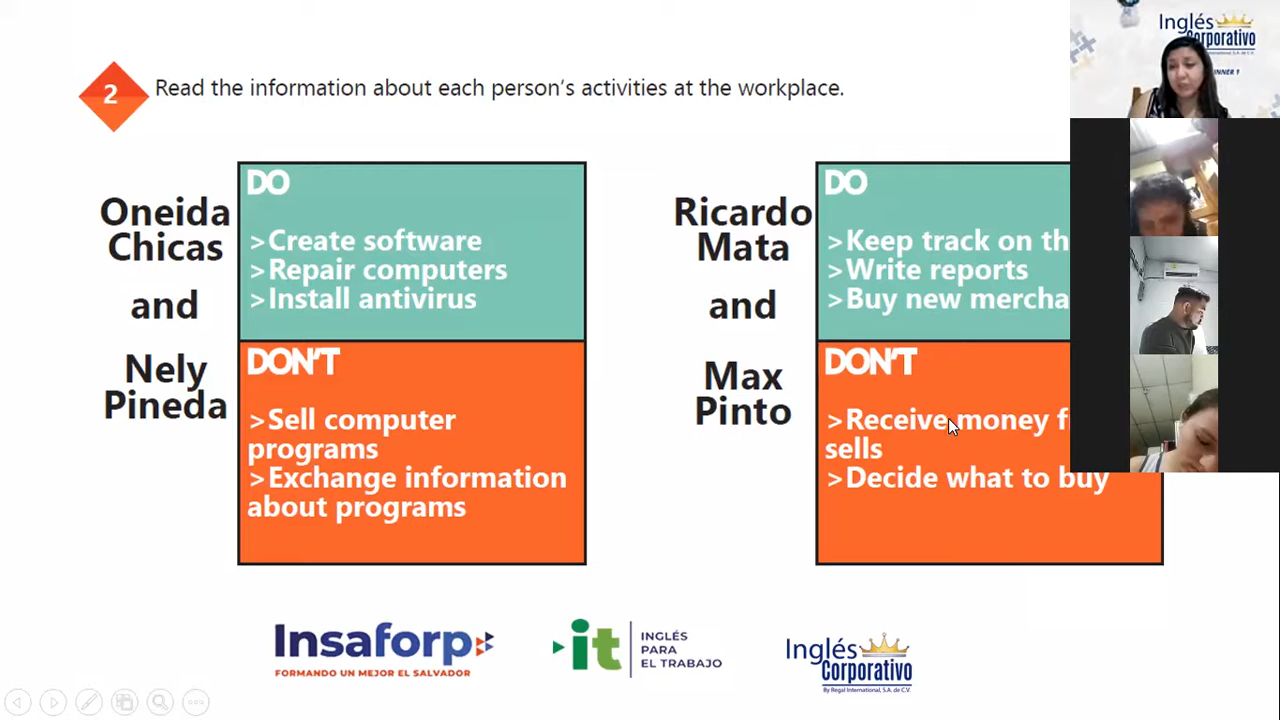 2
Read the information about each person's activities at the workplace.
Oneida
Chicas
and
Nely
Pineda
DO
>Create software
>Repair computers
>Install antivirus
DON'T
>Sell computer
programs
>Exchange information
about programs
Ricardo
Mata
and
Max
Pinto
DO
>Keep track on
>Write reports
>Buy new
DON'T
>Receive money
sells
>Decide what to buy
Inglés
Corporativo
Insaforp
FORMANDO UN MEJOR EL SALVADOR
it
INGLÉS
PARA
EL TRABAJO
Inglés
Corporativo
By Regal International, S.A. de C.V.